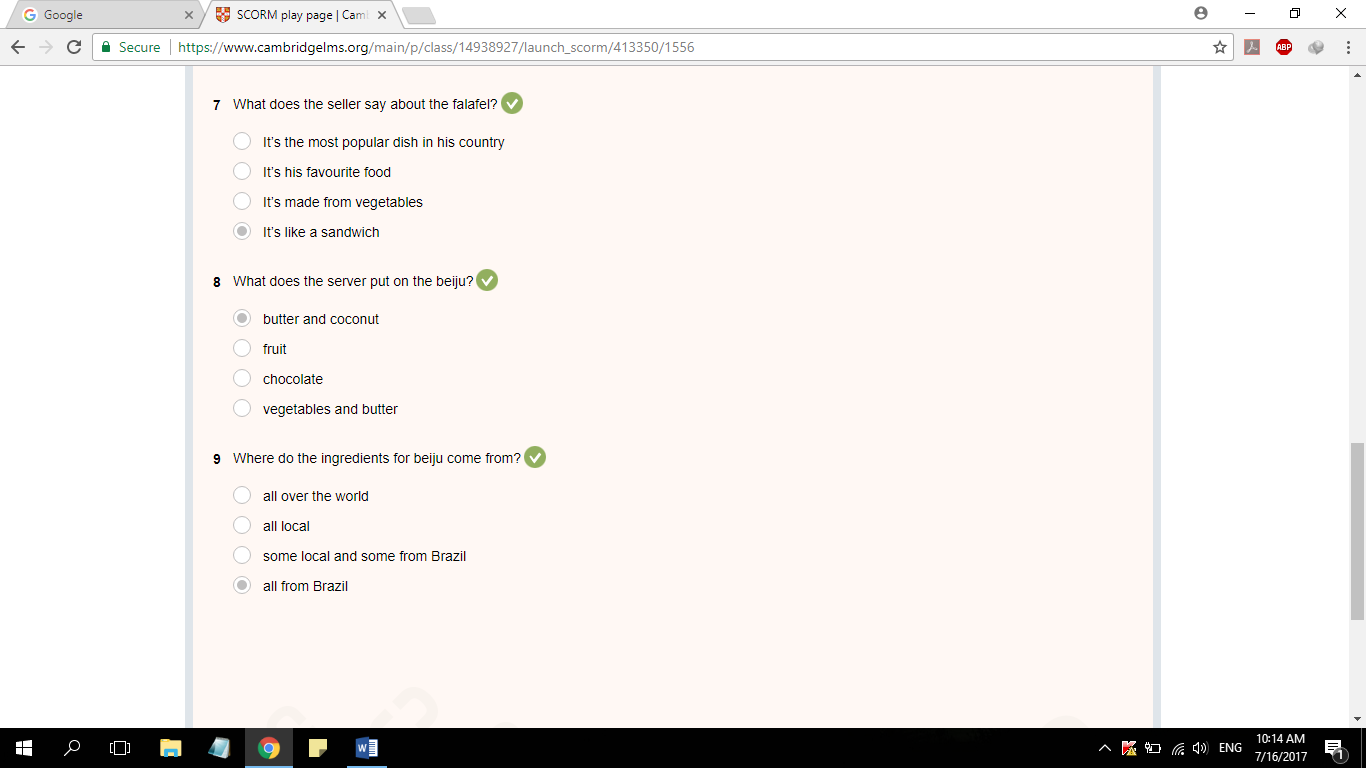 Google
SCORM play page | Cam
Secure
https://www.cambridgelms.org/main/p/class/14938927/launch_scorm/413350/1556
ABP
7 What does the seller say about the falafel?
It's the most popular dish in his country
It's his favourite food
It's made from vegetables
It's like a sandwich
8 What does the server put on the beiju?
butter and coconut
fruit
chocolate
vegetables and butter
9 Where do the ingredients for beiju come from?
all over the world
all local
some local and some from Brazil
all from Brazil
ENG
10:14 AM
7/16/2017
1